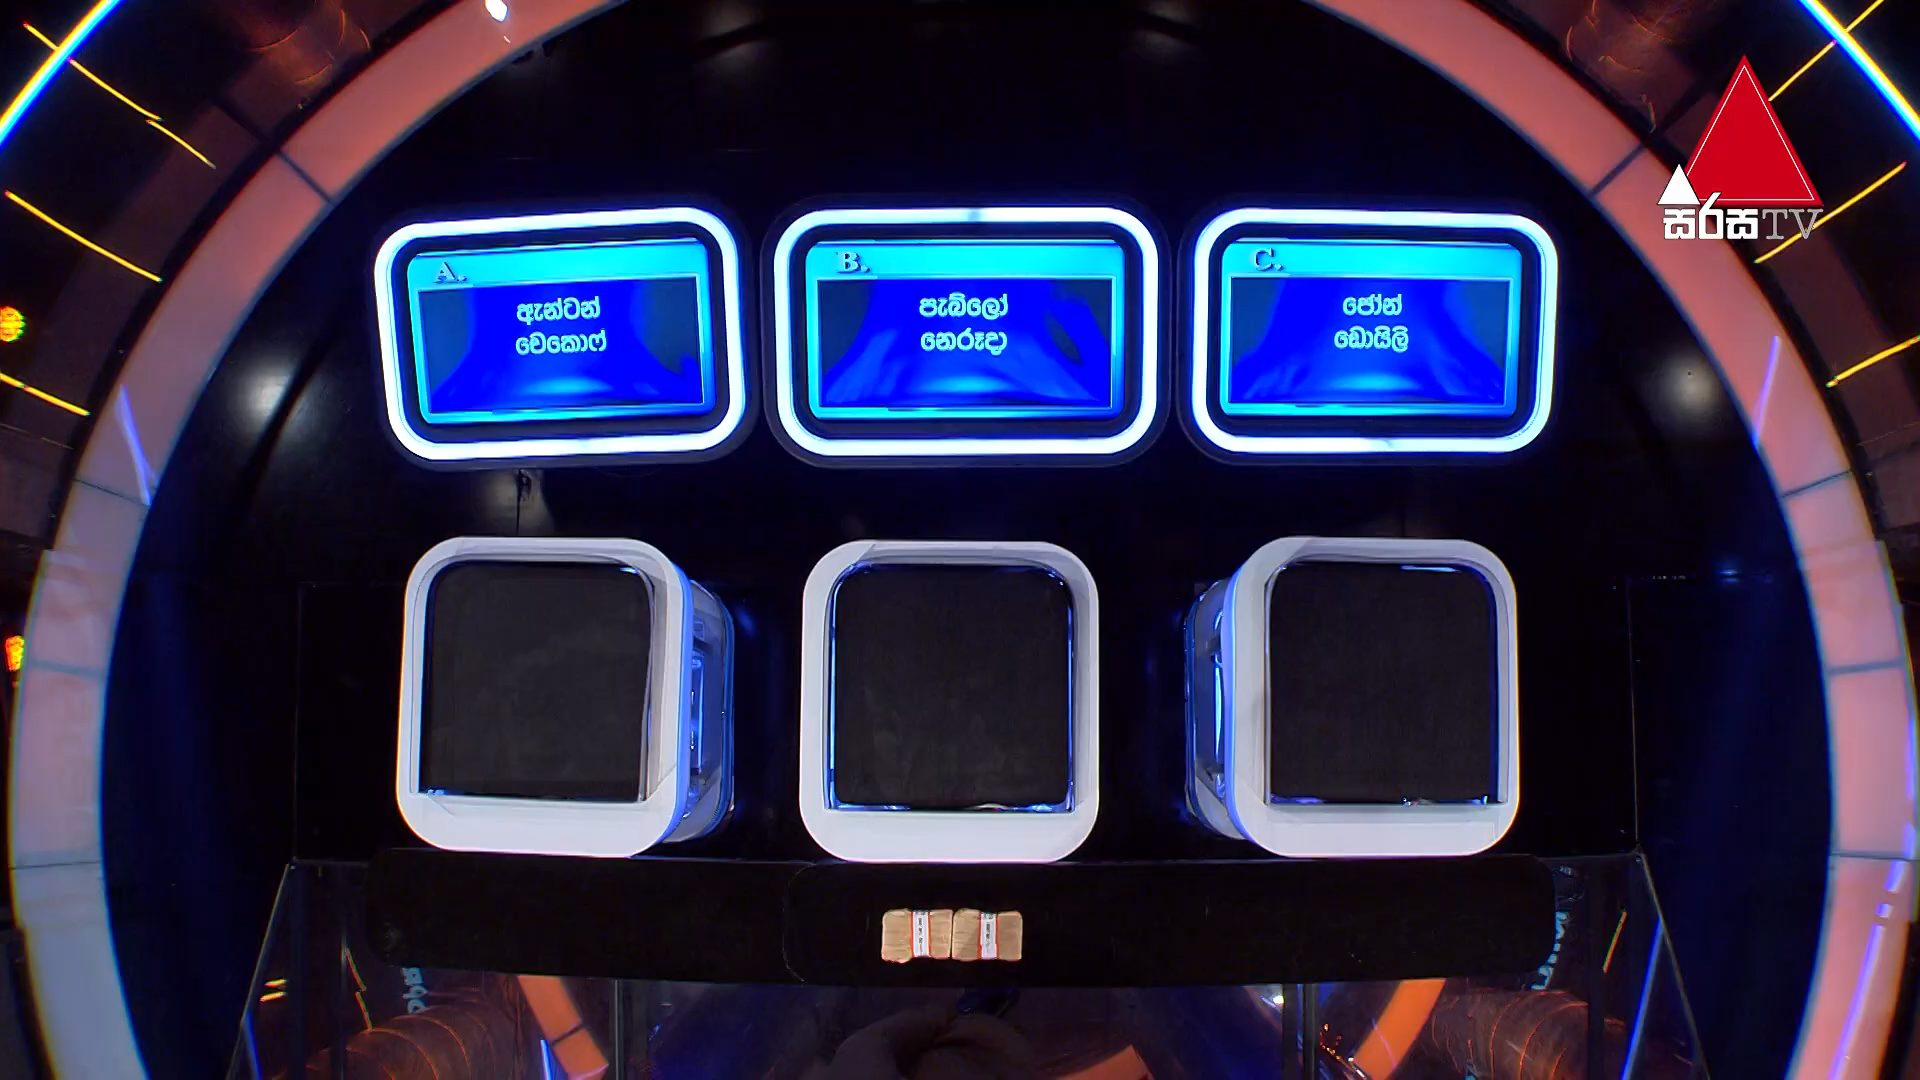 සිරස TV
A.
ඇන්ටන්
චෙකොෆ්
B.
පැබ්ලෝ
නෙරූදා
C.
ජෝන්
ඩොයිලි